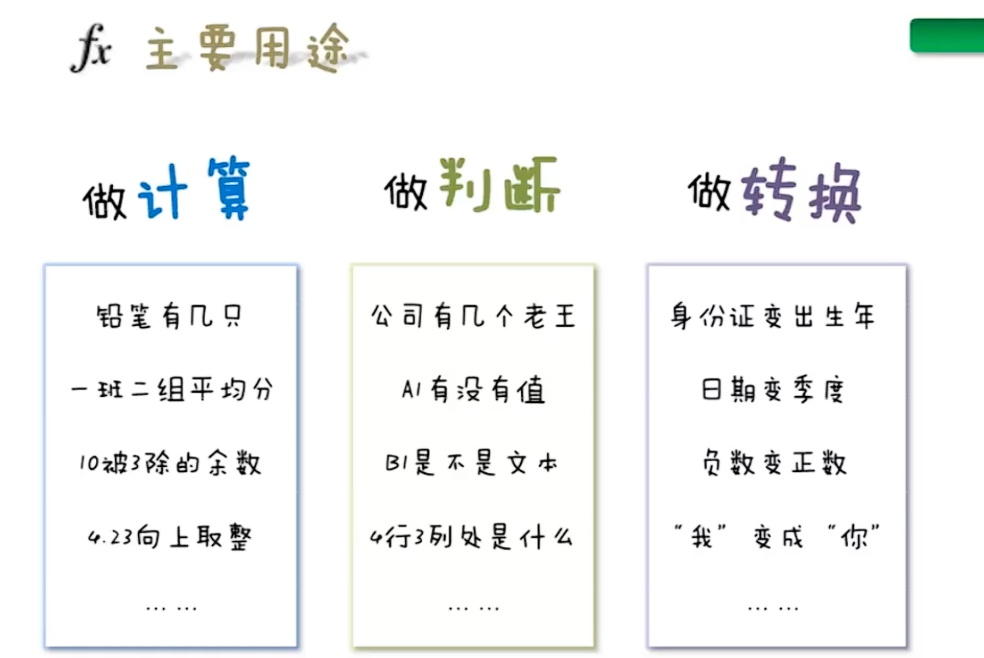 fx 主要用途
做计算
铅笔有几只
一班二组平均分
10被3除的余数
4.23向上取整
… …
做判断
公司有几个老王
A1有没有值
B1是不是文本
4行3列处是什么
… …
做转换
身份证变出生年
日期变季度
负数变正数
“我” 变成 “你”
… …